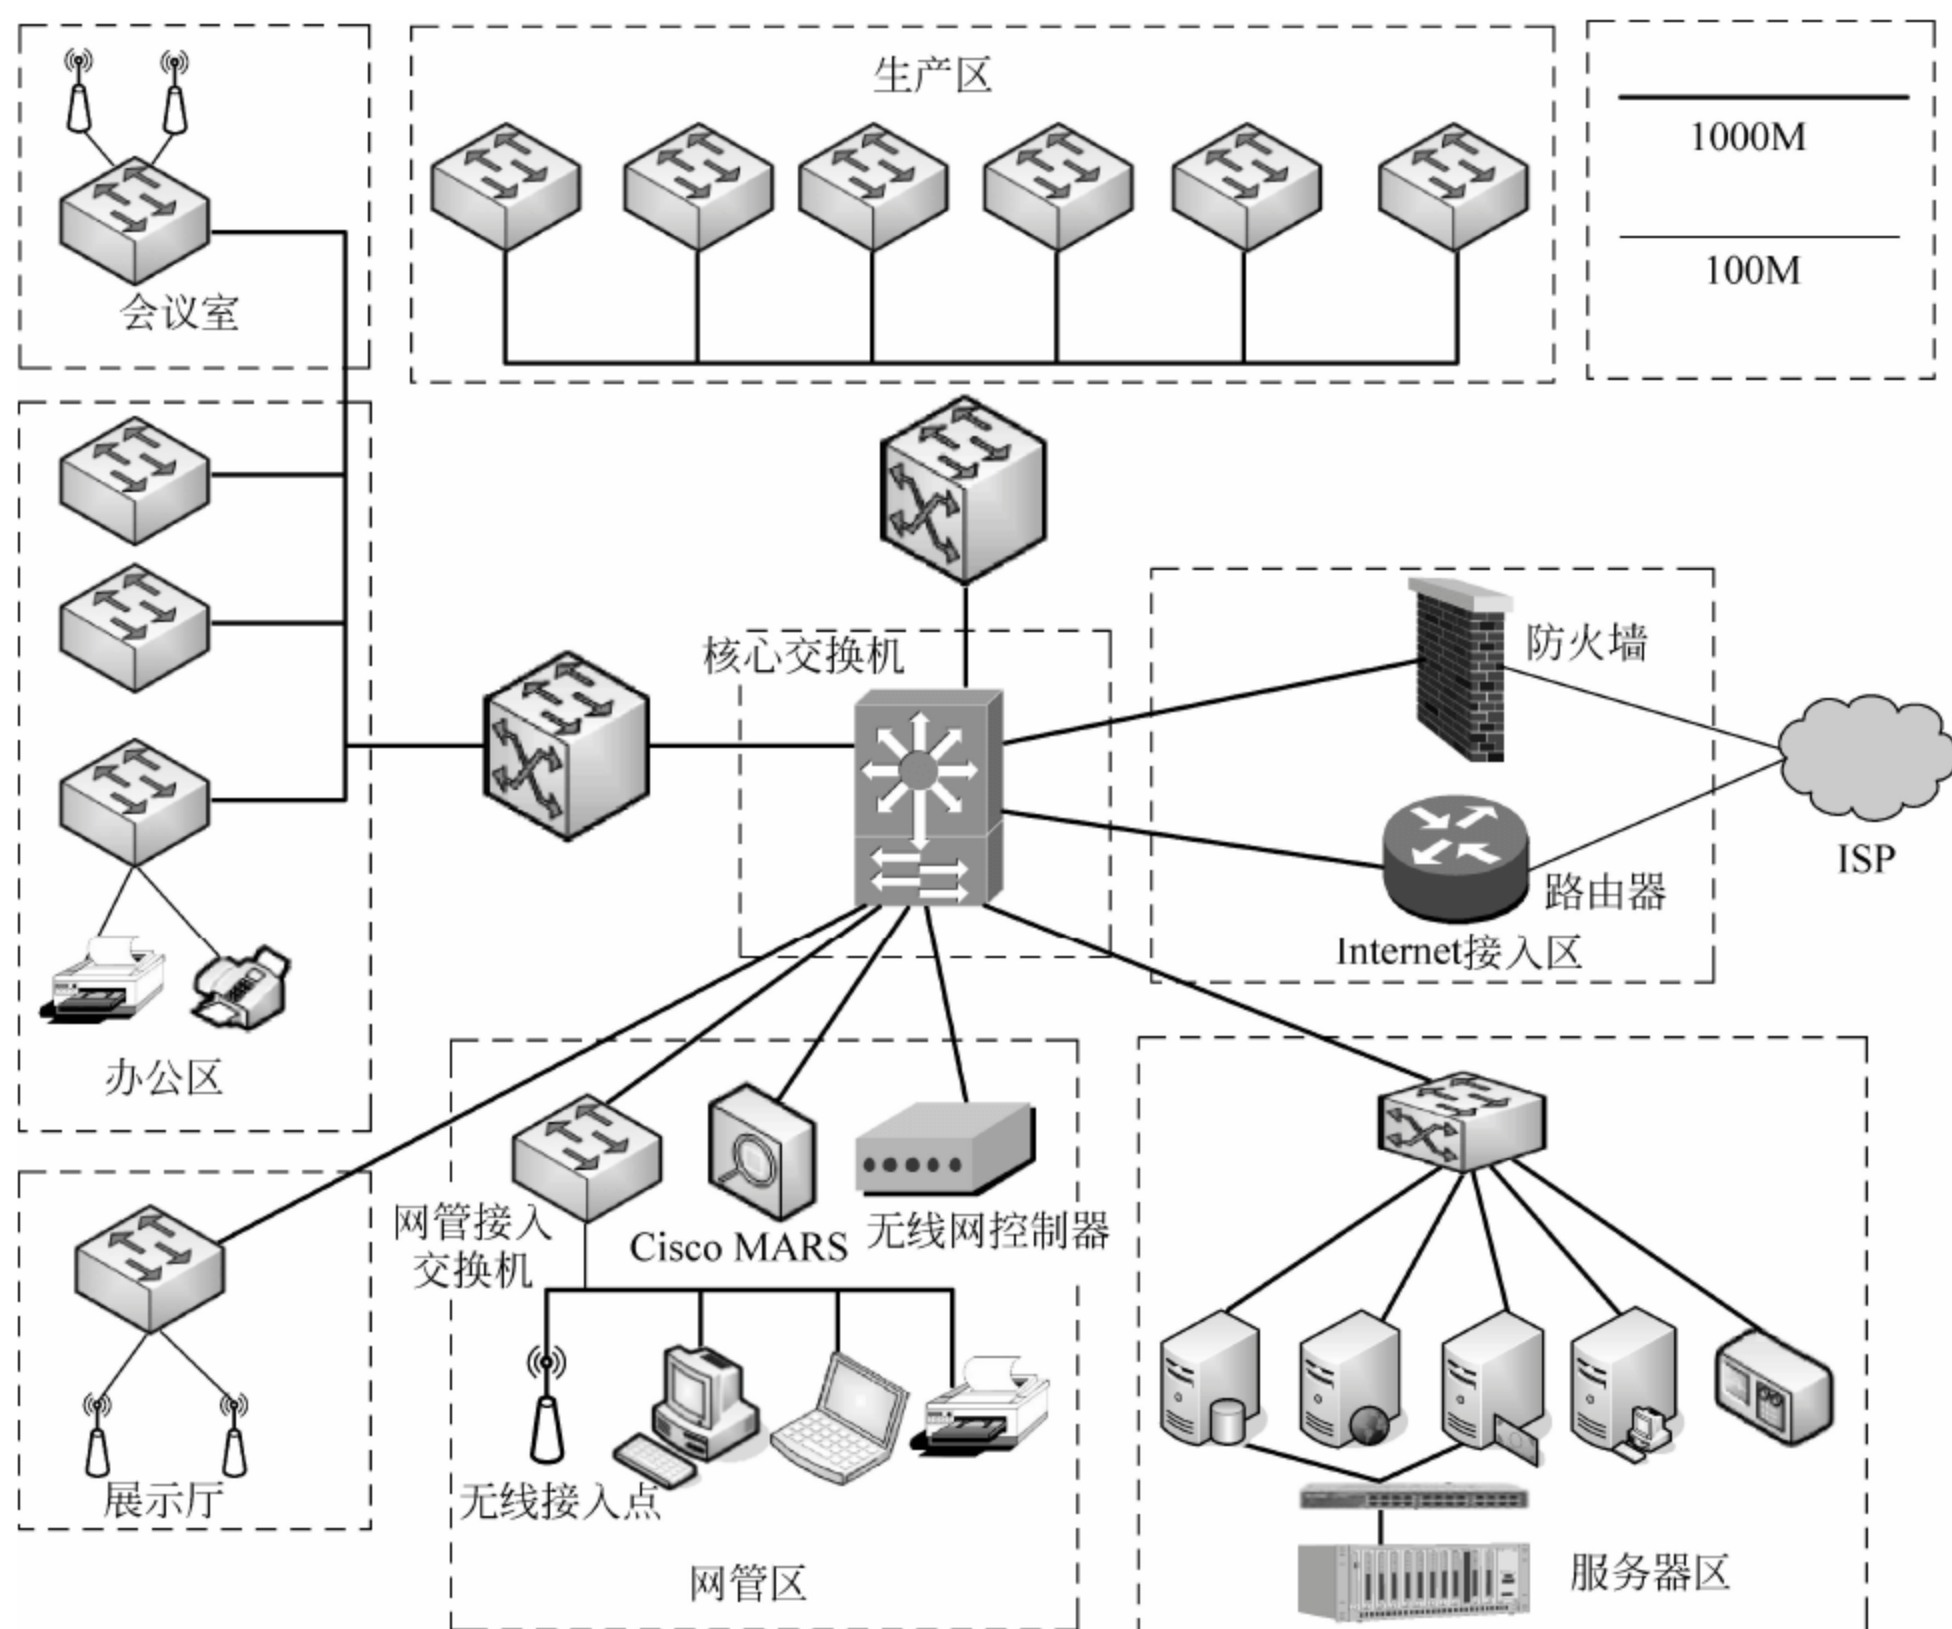 生产区
1000M
100M
会议室
核心交换机
防火墙
ISP
路由器
Internet接入区
办公区
网管接入
交换机
Cisco MARS
无线网控制器
展示厅
无线接入点
网管区
服务器区